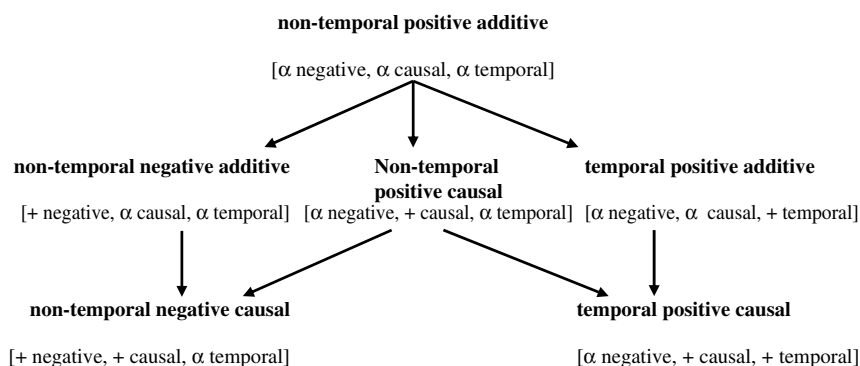 non-temporal positive additive
[α negative, α causal, α temporal]
non-temporal negative additive
Non-temporal
positive causal
temporal positive additive
[+ negative, α causal, α temporal]
[α negative, + causal, α temporal]
[α negative, α causal, + temporal]
non-temporal negative causal
temporal positive causal
[+ negative, + causal, α temporal]
[α negative, + causal, + temporal]